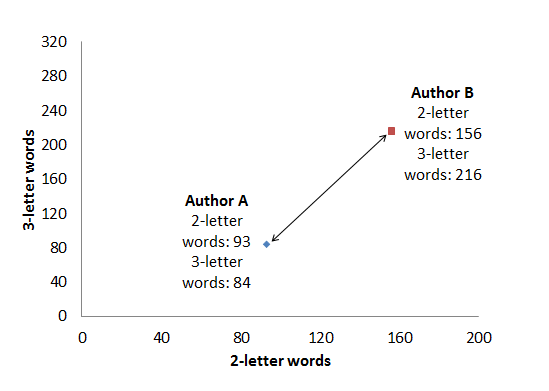 320
280
240
200
160
120
80
40
0
3-letter words
Author B
2-letter
words: 156
3-letter
words: 216
Author A
2-letter
words: 93
3-letter
words: 84
0 40 80 120 160 200
2-letter words